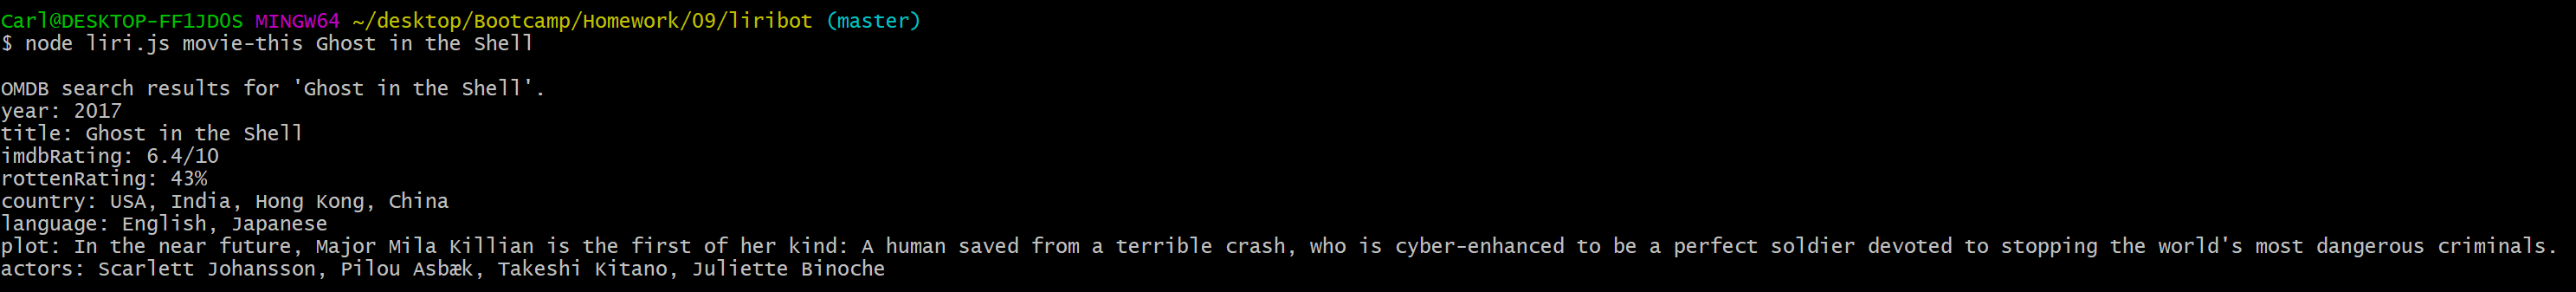 Carl@DESKTOP-FF1JD0S MINGW64 ~/desktop/Bootcamp/Homework/09/liribot (master)
$ node liri.js movie-this Ghost in the Shell
OMDB search results for 'Ghost in the Shell'.
year: 2017
title: Ghost in the Shell
imdbRating: 6.4/10
rottenRating: 43%
country: USA, India, Hong Kong, China
language: English, Japanese
plot: In the near future, Major Mila Killian is the first of her kind: A human saved from a terrible crash, who is cyber-enhanced to be a perfect soldier devoted to stopping the world's most dangerous criminals.
actors: Scarlett Johansson, Pilou Asbæk, Takeshi Kitano, Juliette Binoche